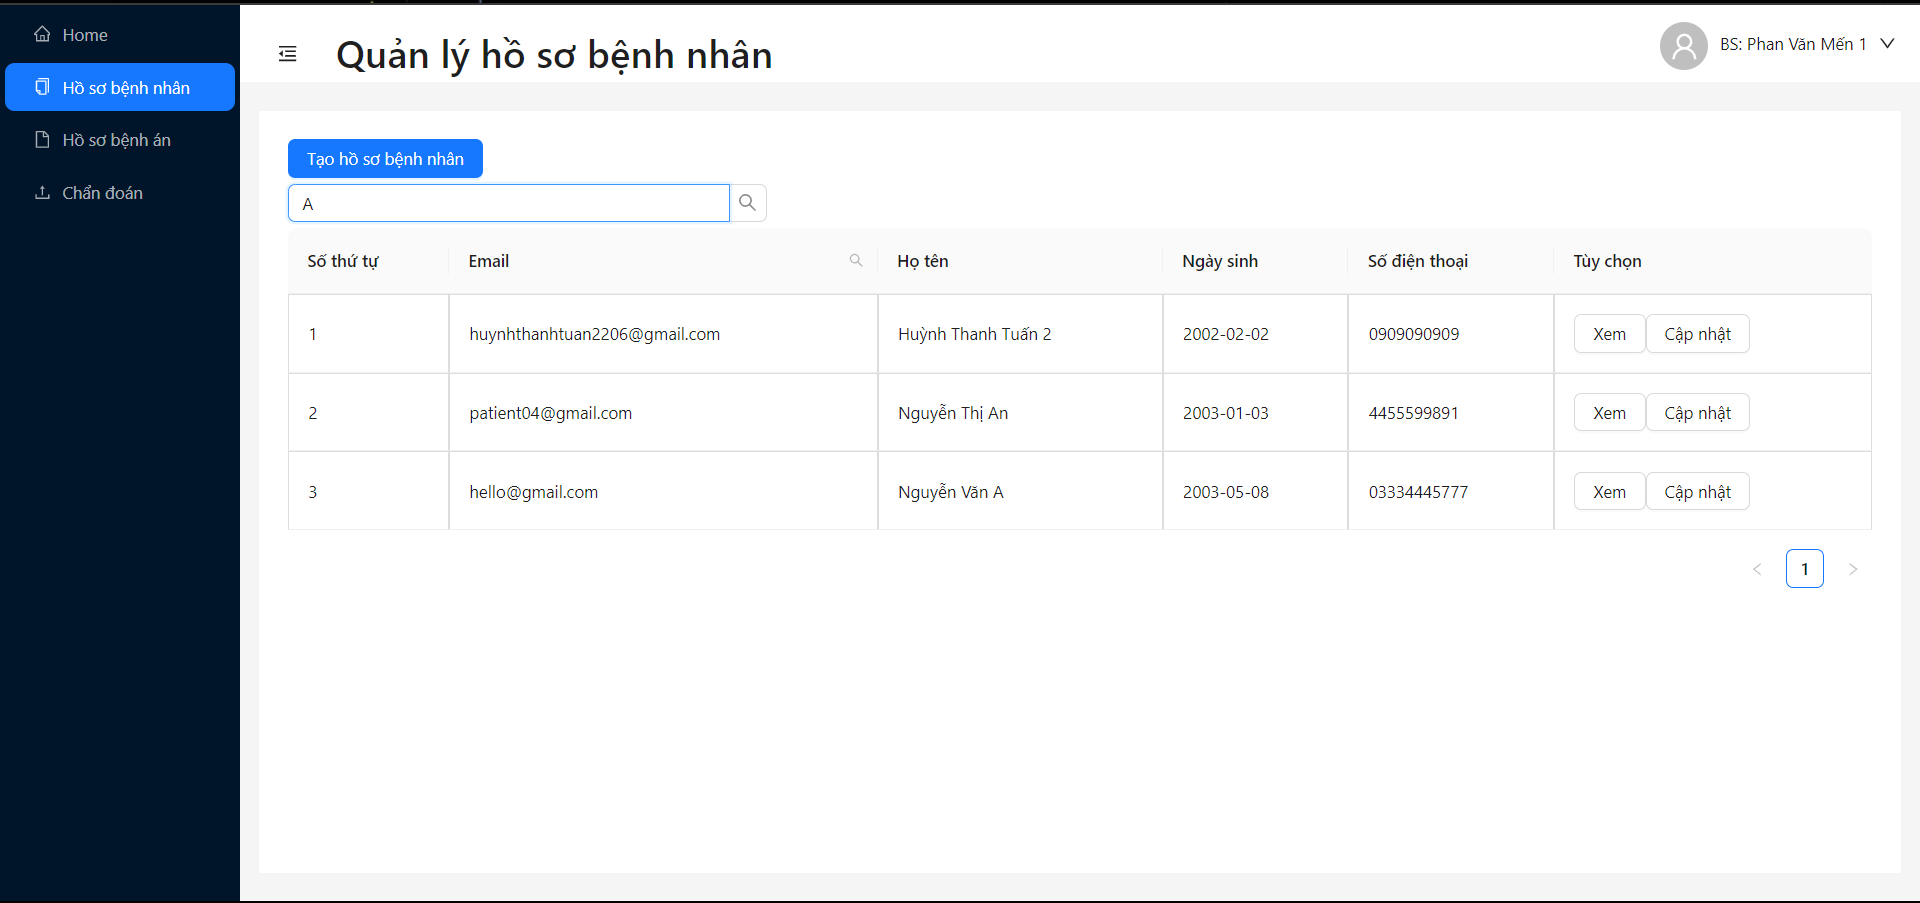 Home
Hồ sơ bệnh nhân
Hồ sơ bệnh án
Chẩn đoán
Quản lý hồ sơ bệnh nhân
BS: Phan Văn Mến 1
Tạo hồ sơ bệnh nhân
A
Số thứ tự Email Họ tên Ngày sinh Số điện thoại Tùy chọn
1 huynhthanhtuan2206@gmail.com Huỳnh Thanh Tuấn 2 2002-02-02 0909090909 Xem Cập nhật
2 patient04@gmail.com Nguyễn Thị An 2003-01-03 4455599891 Xem Cập nhật
3 hello@gmail.com Nguyễn Văn A 2003-05-08 03334445777 Xem Cập nhật
1